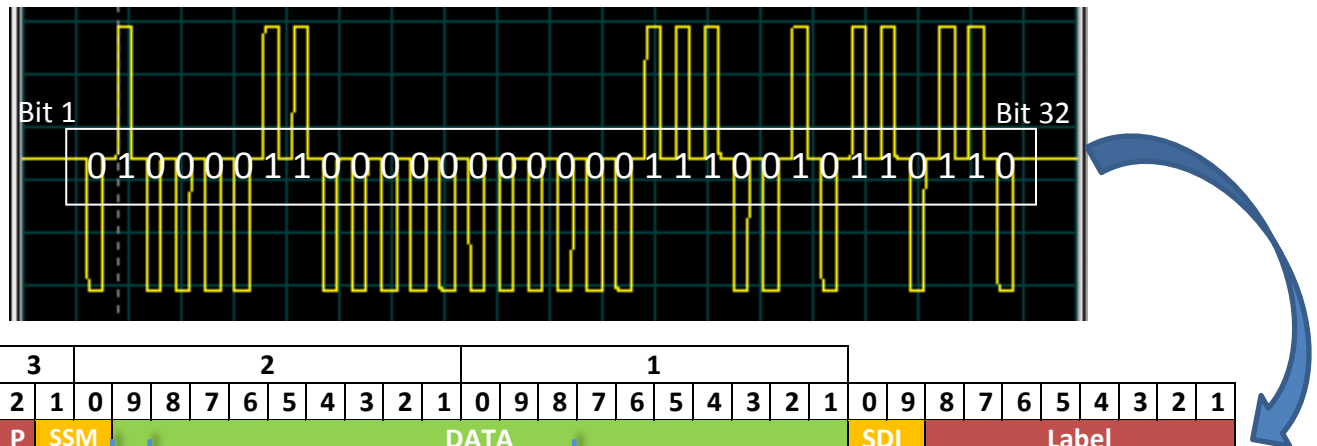 Bit 1
Bit 32
0 1 0 0 0 0 1 1 0 0 0 0 0 0 0 0 0 0 0 1 1 1 0 0 1 0 1 1 0 1 1 0
3 2 1
2 1 0 9 8 7 6 5 4 3 2 1 0 9 8 7 6 5 4 3 2 1 0 9 8 7 6 5 4 3 2 1
P SSM DATA SDI Label